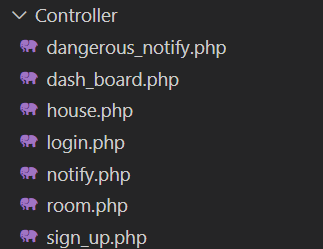 Controller
dangerous_notify.php
dash_board.php
house.php
login.php
notify.php
room.php
sign_up.php